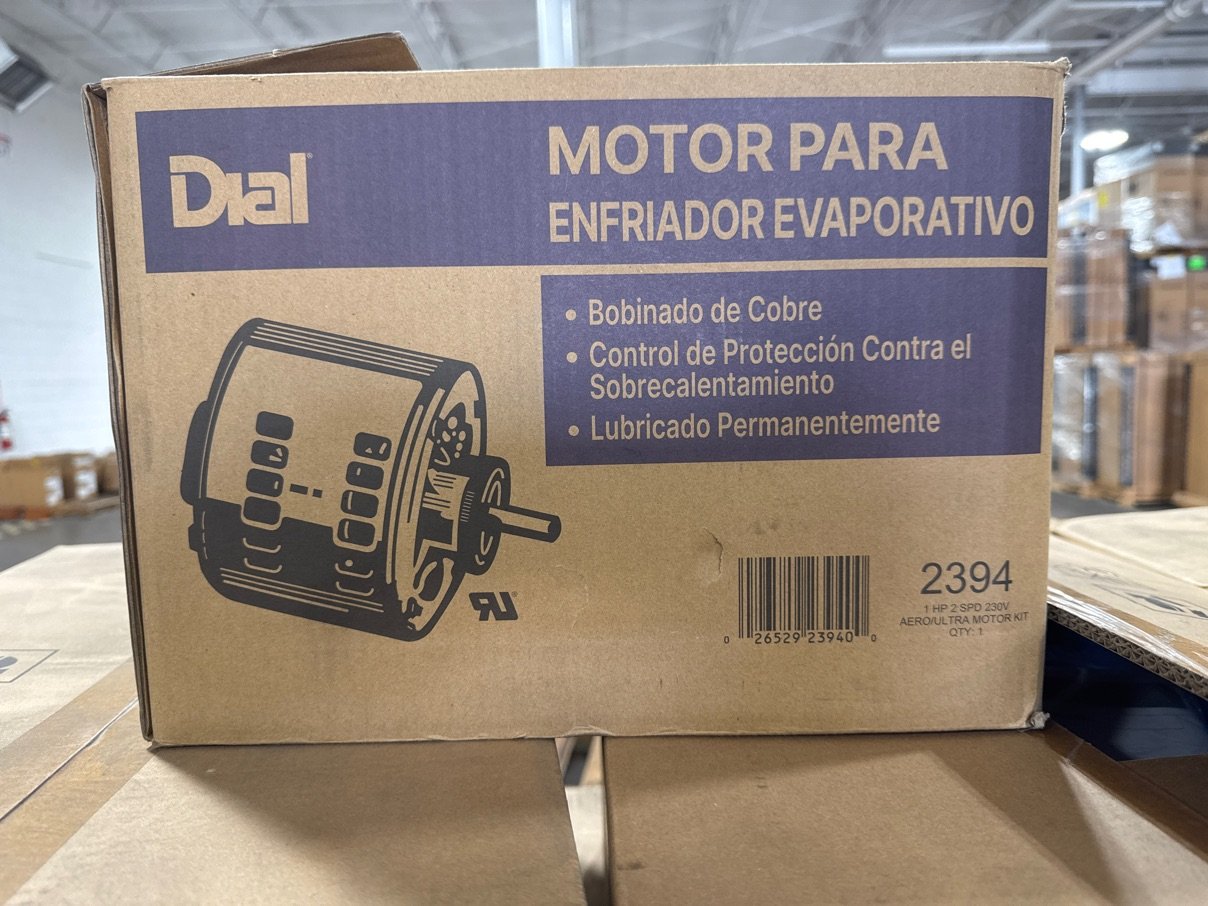 Dial
MOTOR PARA
ENFRIADOR EVAPORATIVO
• Bobinado de Cobre
• Control de Protección Contra el
Sobrecalentamiento
• Lubricado Permanentemente
2394
1 HP 2 SPD 230V
AERO/ULTRA MOTOR KIT
QTY: 1
0 26529 23940 0